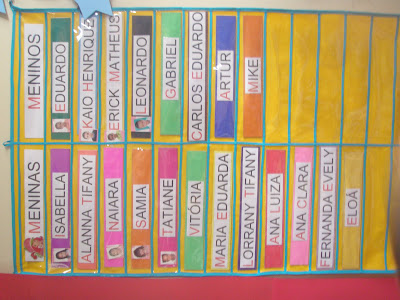 MENINOS
EDUARDO
KAIO HENRIQUE
ERICK MATHEUS
LEONARDO
GABRIEL
CARLOS EDUARDO
ARTUR
MIKE
MENINAS
ISABELLA
ALANNA TIFANY
NAIARA
SAMIA
TATIANE
VITÓRIA
MARIA EDUARDA
LORRANY TIFANY
ANA LUIZA
ANA CLARA
FERNANDA EVELY
ELOÁ